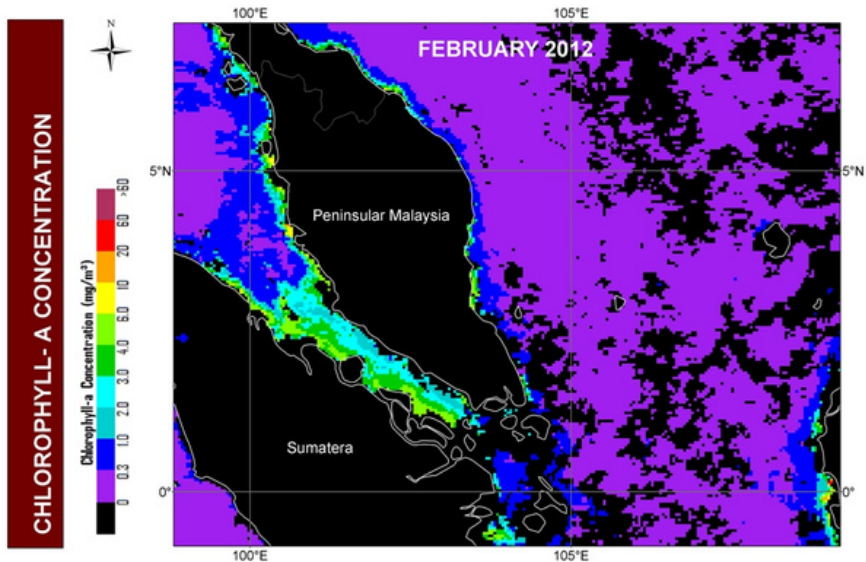 CHLOROPHYLL- A CONCENTRATION
N
Chlorophyll-a Concentration (mg/m³)
>60
60
20
10
6.0
4.0
3.0
2.0
1.0
0.3
0
100°E
105°E
FEBRUARY 2012
5°N
5°N
Peninsular Malaysia
Sumatera
0°
0°
100°E
105°E